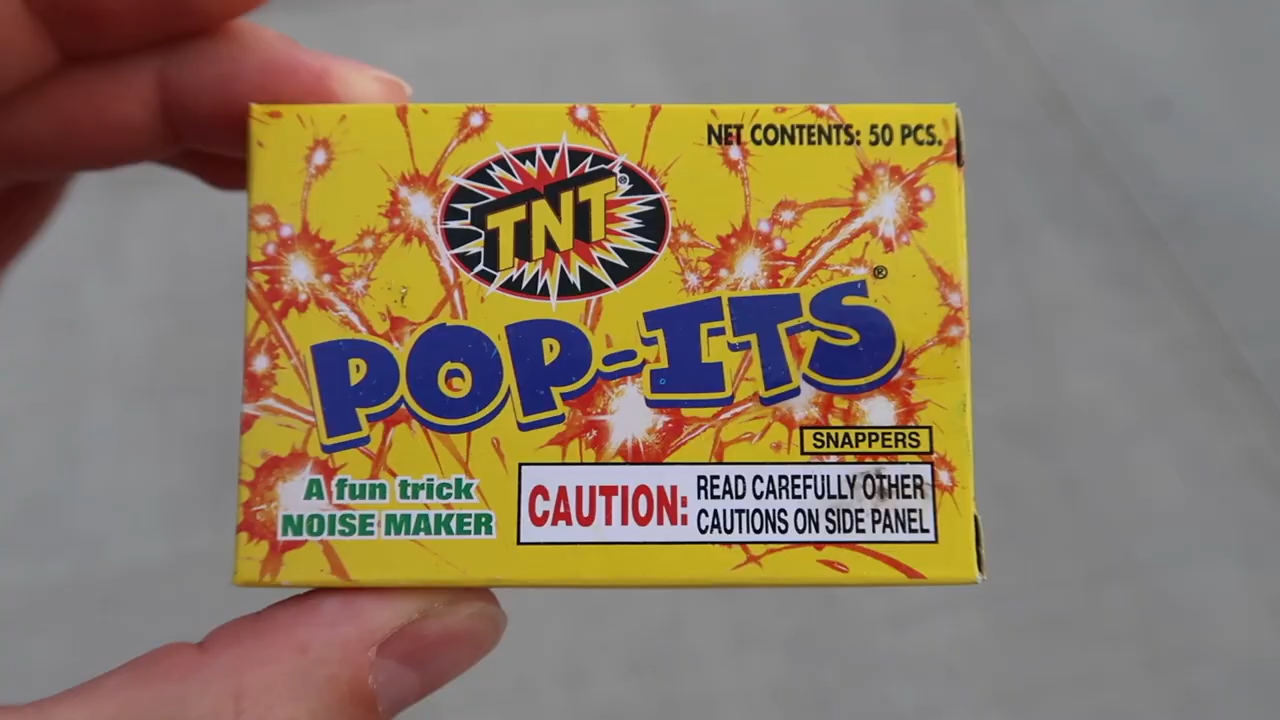 NET CONTENTS: 50 PCS.
TNT®
POP-ITS®
SNAPPERS
A fun trick
NOISE MAKER
CAUTION: READ CAREFULLY OTHER
CAUTIONS ON SIDE PANEL